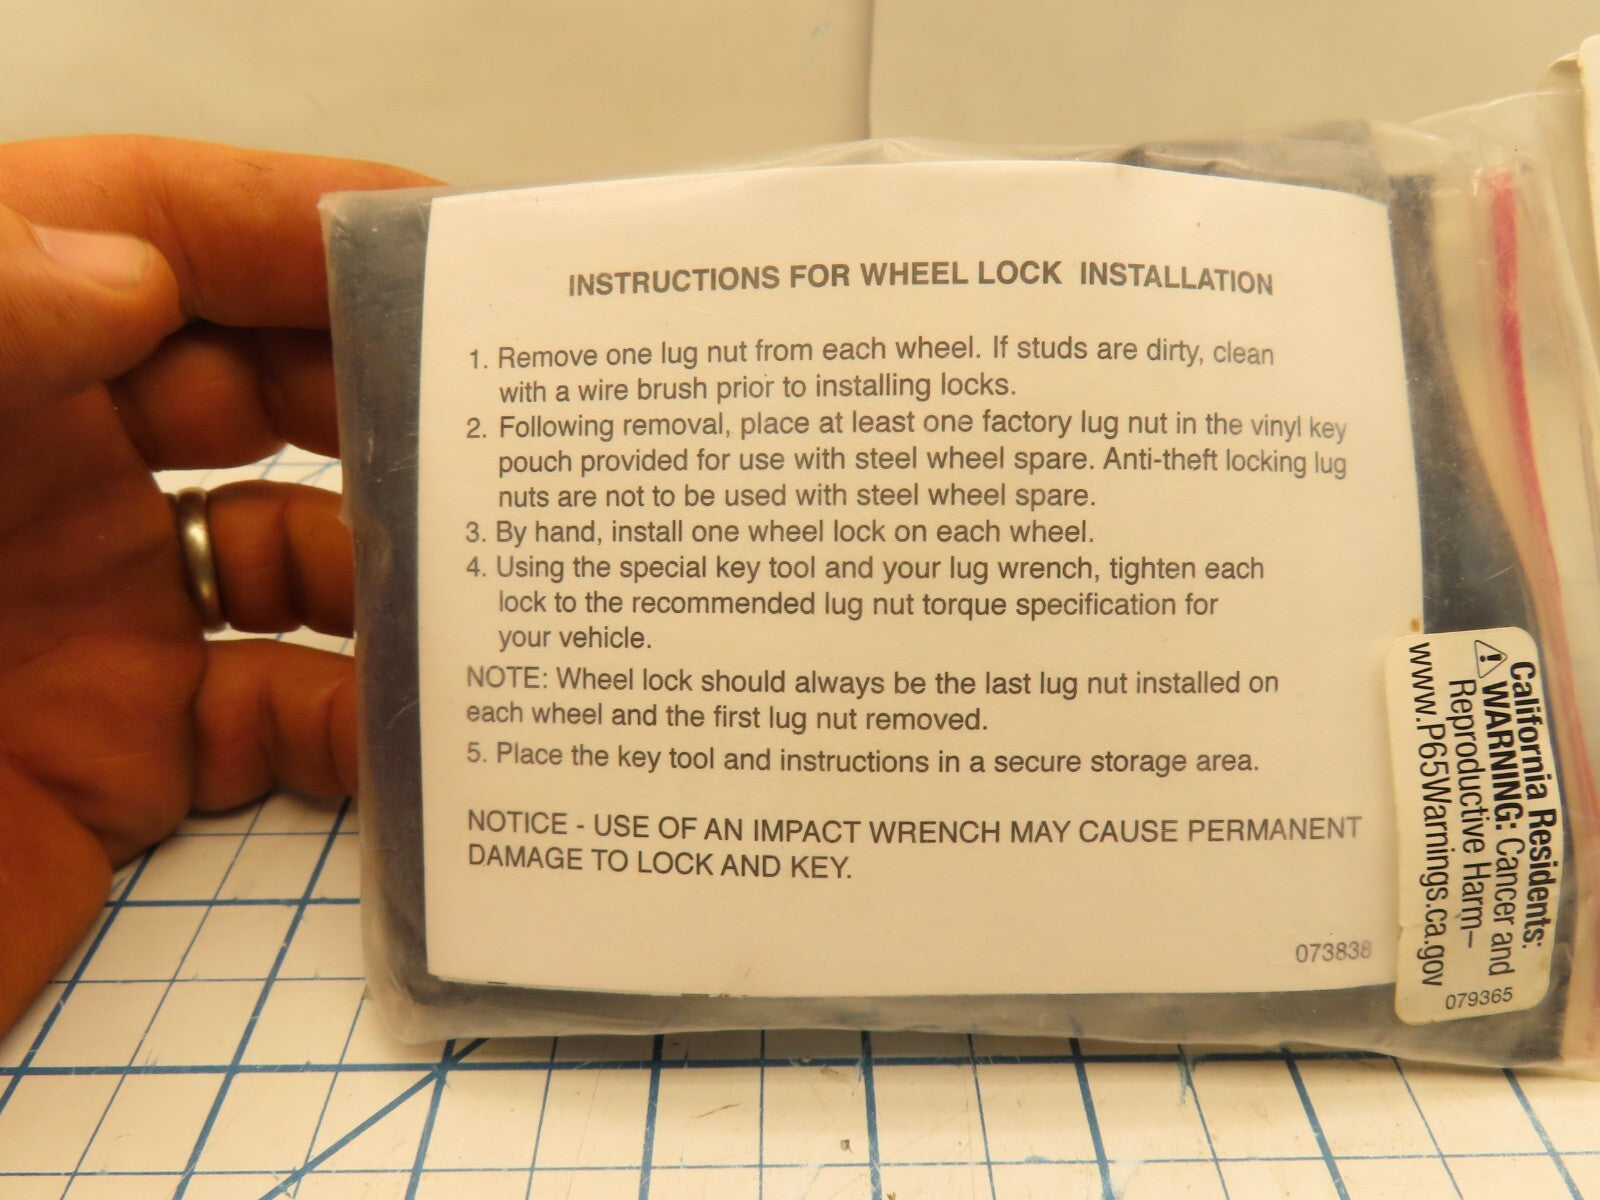 INSTRUCTIONS FOR WHEEL LOCK INSTALLATION
1. Remove one lug nut from each wheel. If studs are dirty, clean
with a wire brush prior to installing locks.
2. Following removal, place at least one factory lug nut in the vinyl key
pouch provided for use with steel wheel spare. Anti-theft locking lug
nuts are not to be used with steel wheel spare.
3. By hand, install one wheel lock on each wheel.
4. Using the special key tool and your lug wrench, tighten each
lock to the recommended lug nut torque specification for
your vehicle.
NOTE: Wheel lock should always be the last lug nut installed on
each wheel and the first lug nut removed.
5. Place the key tool and instructions in a secure storage area.
NOTICE - USE OF AN IMPACT WRENCH MAY CAUSE PERMANENT
DAMAGE TO LOCK AND KEY.
073838
California Residents:
WARNING: Cancer and
Reproductive Harm–
www.P65Warnings.ca.gov
079365